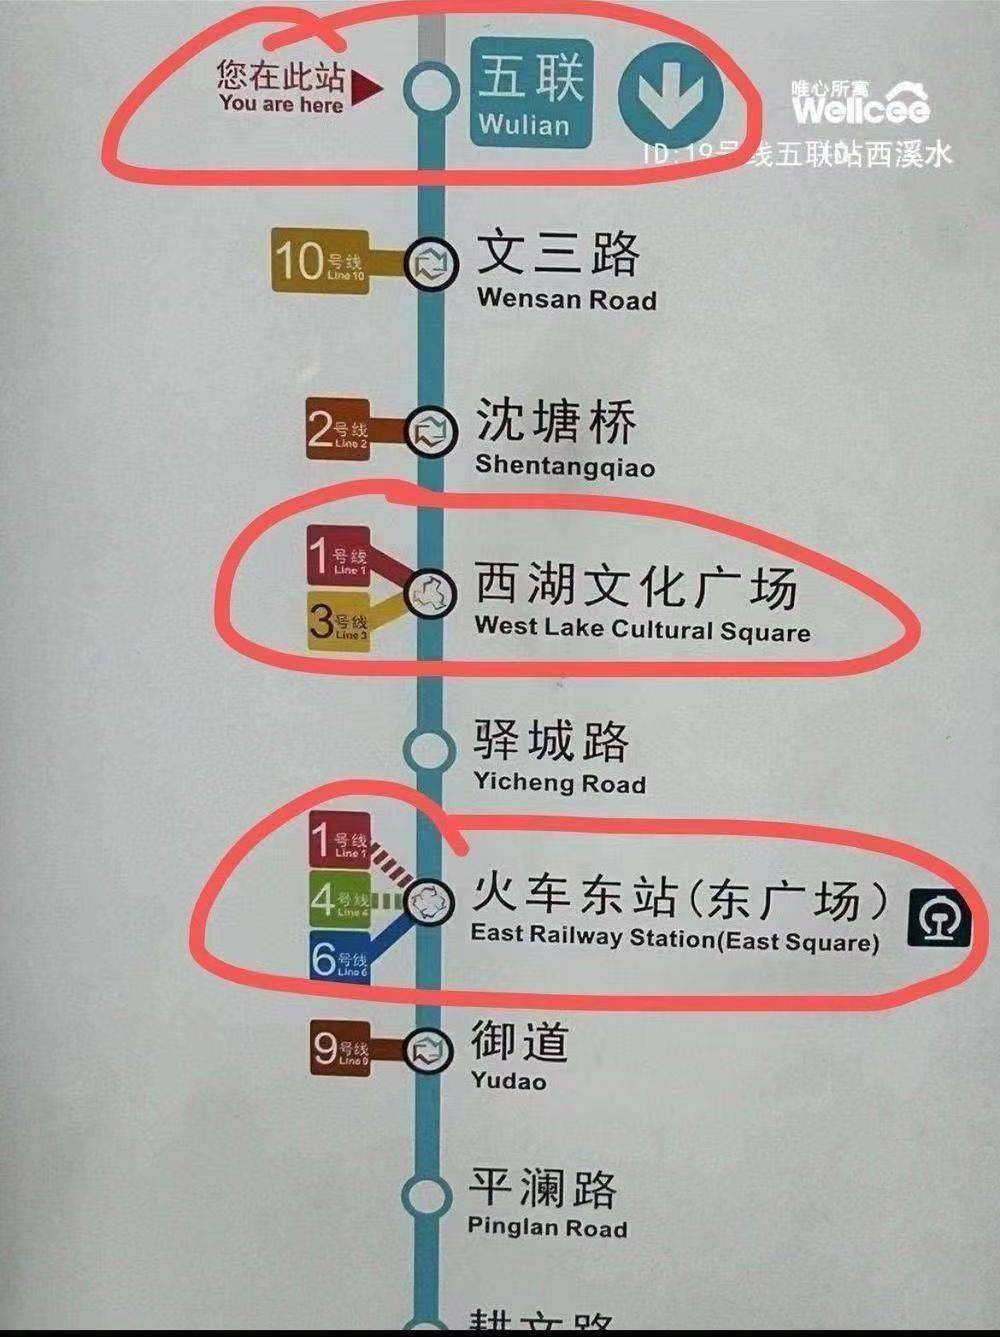 您在此站
You are here
五联
Wulian
唯心所寓
Wellcee
ID:19号线五联站西溪水
10号线
Line 10
文三路
Wensan Road
2号线
Line 2
沈塘桥
Shentangqiao
1号线
Line 1
3号线
Line 3
西湖文化广场
West Lake Cultural Square
驿城路
Yicheng Road
1号线
Line 1
4号线
Line 4
6号线
Line 6
火车东站(东广场)
East Railway Station(East Square)
9号线
Line 9
御道
Yudao
平澜路
Pinglan Road
耕文路